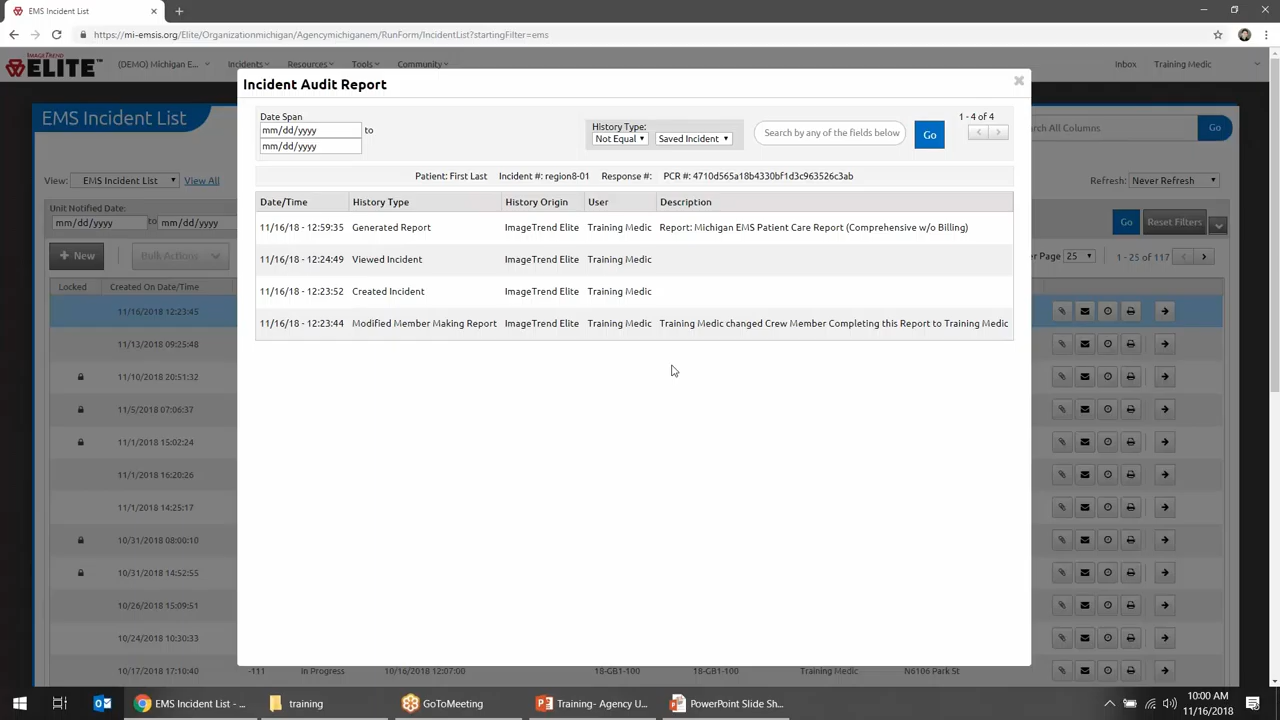 EMS Incident List
https://mi-emsis.org/Elite/Organizationmichigan/Agencymichiganem/RunForm/IncidentList?startingFilter=ems
IMAGETREND
ELITE™
(DEMO) Michigan E...
Incidents
Resources
Tools
Community
Inbox
Training Medic
Incident Audit Report
EMS Incident List
Date Span
mm/dd/yyyy to
mm/dd/yyyy
History Type:
Not Equal
Saved Incident
Search by any of the fields below
Go
1 - 4 of 4
rch All Columns
Go
View: EMS Incident List View All
Refresh: Never Refresh
Patient: First Last Incident #: region8-01 Response #: PCR #: 4710d565a18b4330bf1d3c963526c3ab
Unit Notified Date:
mm/dd/yyyy to mm/dd/yyyy
Go
Reset Filters
Date/Time History Type History Origin User Description
11/16/18 - 12:59:35 Generated Report ImageTrend Elite Training Medic Report: Michigan EMS Patient Care Report (Comprehensive w/o Billing)
11/16/18 - 12:24:49 Viewed Incident ImageTrend Elite Training Medic
11/16/18 - 12:23:52 Created Incident ImageTrend Elite Training Medic
11/16/18 - 12:23:44 Modified Member Making Report ImageTrend Elite Training Medic Training Medic changed Crew Member Completing this Report to Training Medic
+ New
Bulk Actions
Page 25
1 - 25 of 117
Locked Created On Date/Time
11/16/2018 12:23:45
11/13/2018 09:25:48
11/10/2018 20:51:32
11/5/2018 07:06:37
11/1/2018 15:02:24
11/1/2018 16:20:26
11/1/2018 14:25:17
10/31/2018 08:00:10
10/31/2018 14:52:55
10/26/2018 15:09:51
10/24/2018 10:30:33
10/17/2018 17:10:40 -111 In Progress 10/16/2018 12:07:00 18-GB1-100 18-GB1-100 Training Medic N6106 Park St
EMS Incident List - ...
training
GoToMeeting
Training- Agency U...
PowerPoint Slide Sh...
10:00 AM
11/16/2018